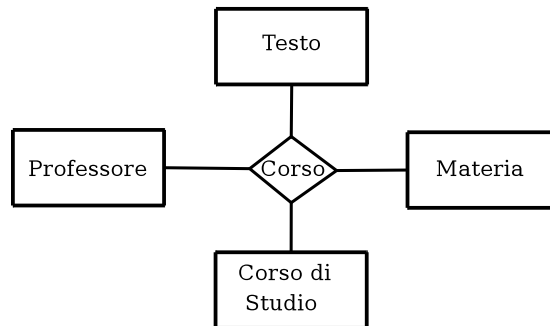 Testo
Professore
Corso
Materia
Corso di
Studio